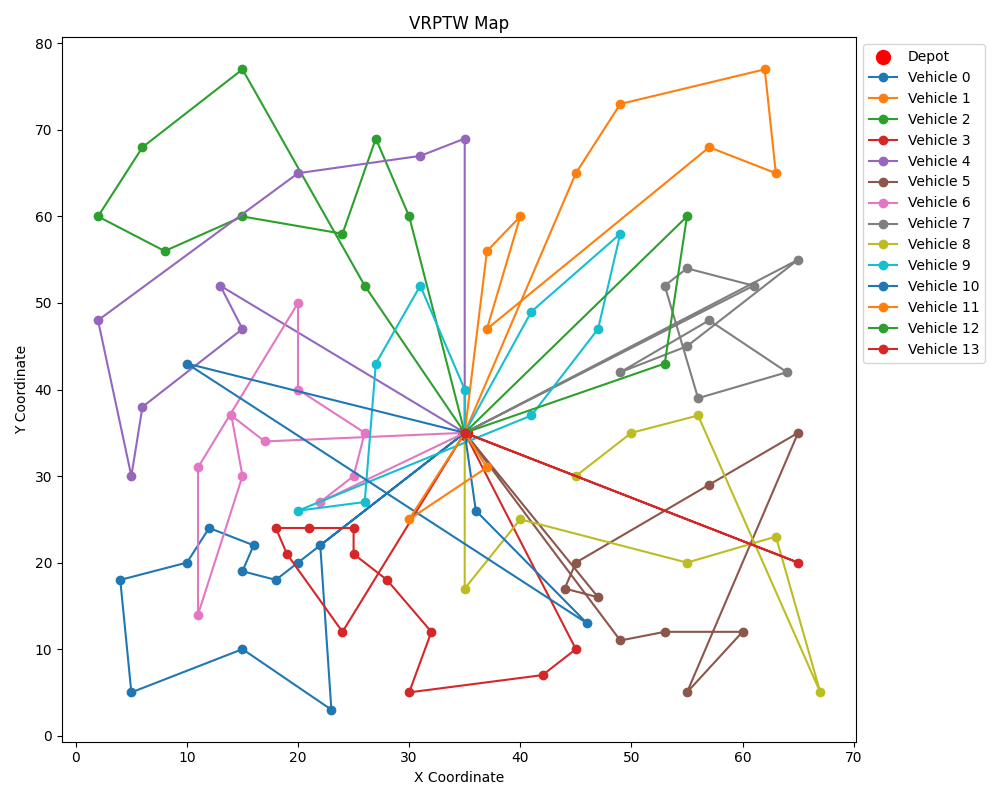 VRPTW Map
80
70
60
50
40
30
20
10
0
Y Coordinate
0 10 20 30 40 50 60 70
X Coordinate
Depot
Vehicle 0
Vehicle 1
Vehicle 2
Vehicle 3
Vehicle 4
Vehicle 5
Vehicle 6
Vehicle 7
Vehicle 8
Vehicle 9
Vehicle 10
Vehicle 11
Vehicle 12
Vehicle 13